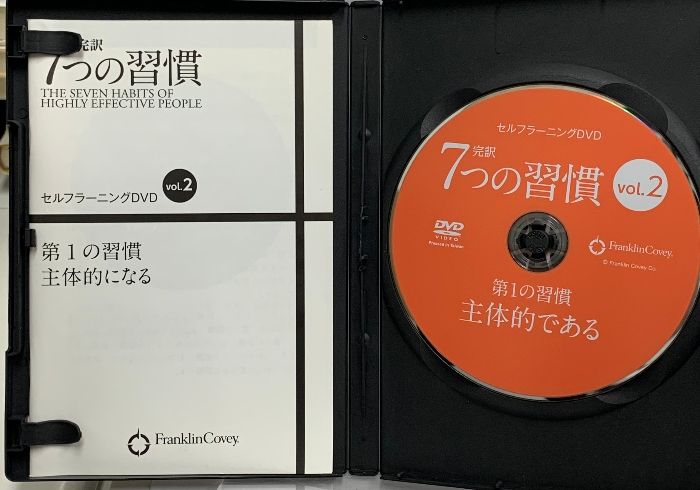 完訳
7つの習慣
THE SEVEN HABITS OF
HIGHLY EFFECTIVE PEOPLE
セルフラーニングDVD vol.2
第1の習慣
主体的になる
FranklinCovey.
セルフラーニングDVD
完訳
7つの習慣 vol.2
DVD
VIDEO
Pressed in Taiwan
FranklinCovey.
© Franklin Covey Co.
第1の習慣
主体的である